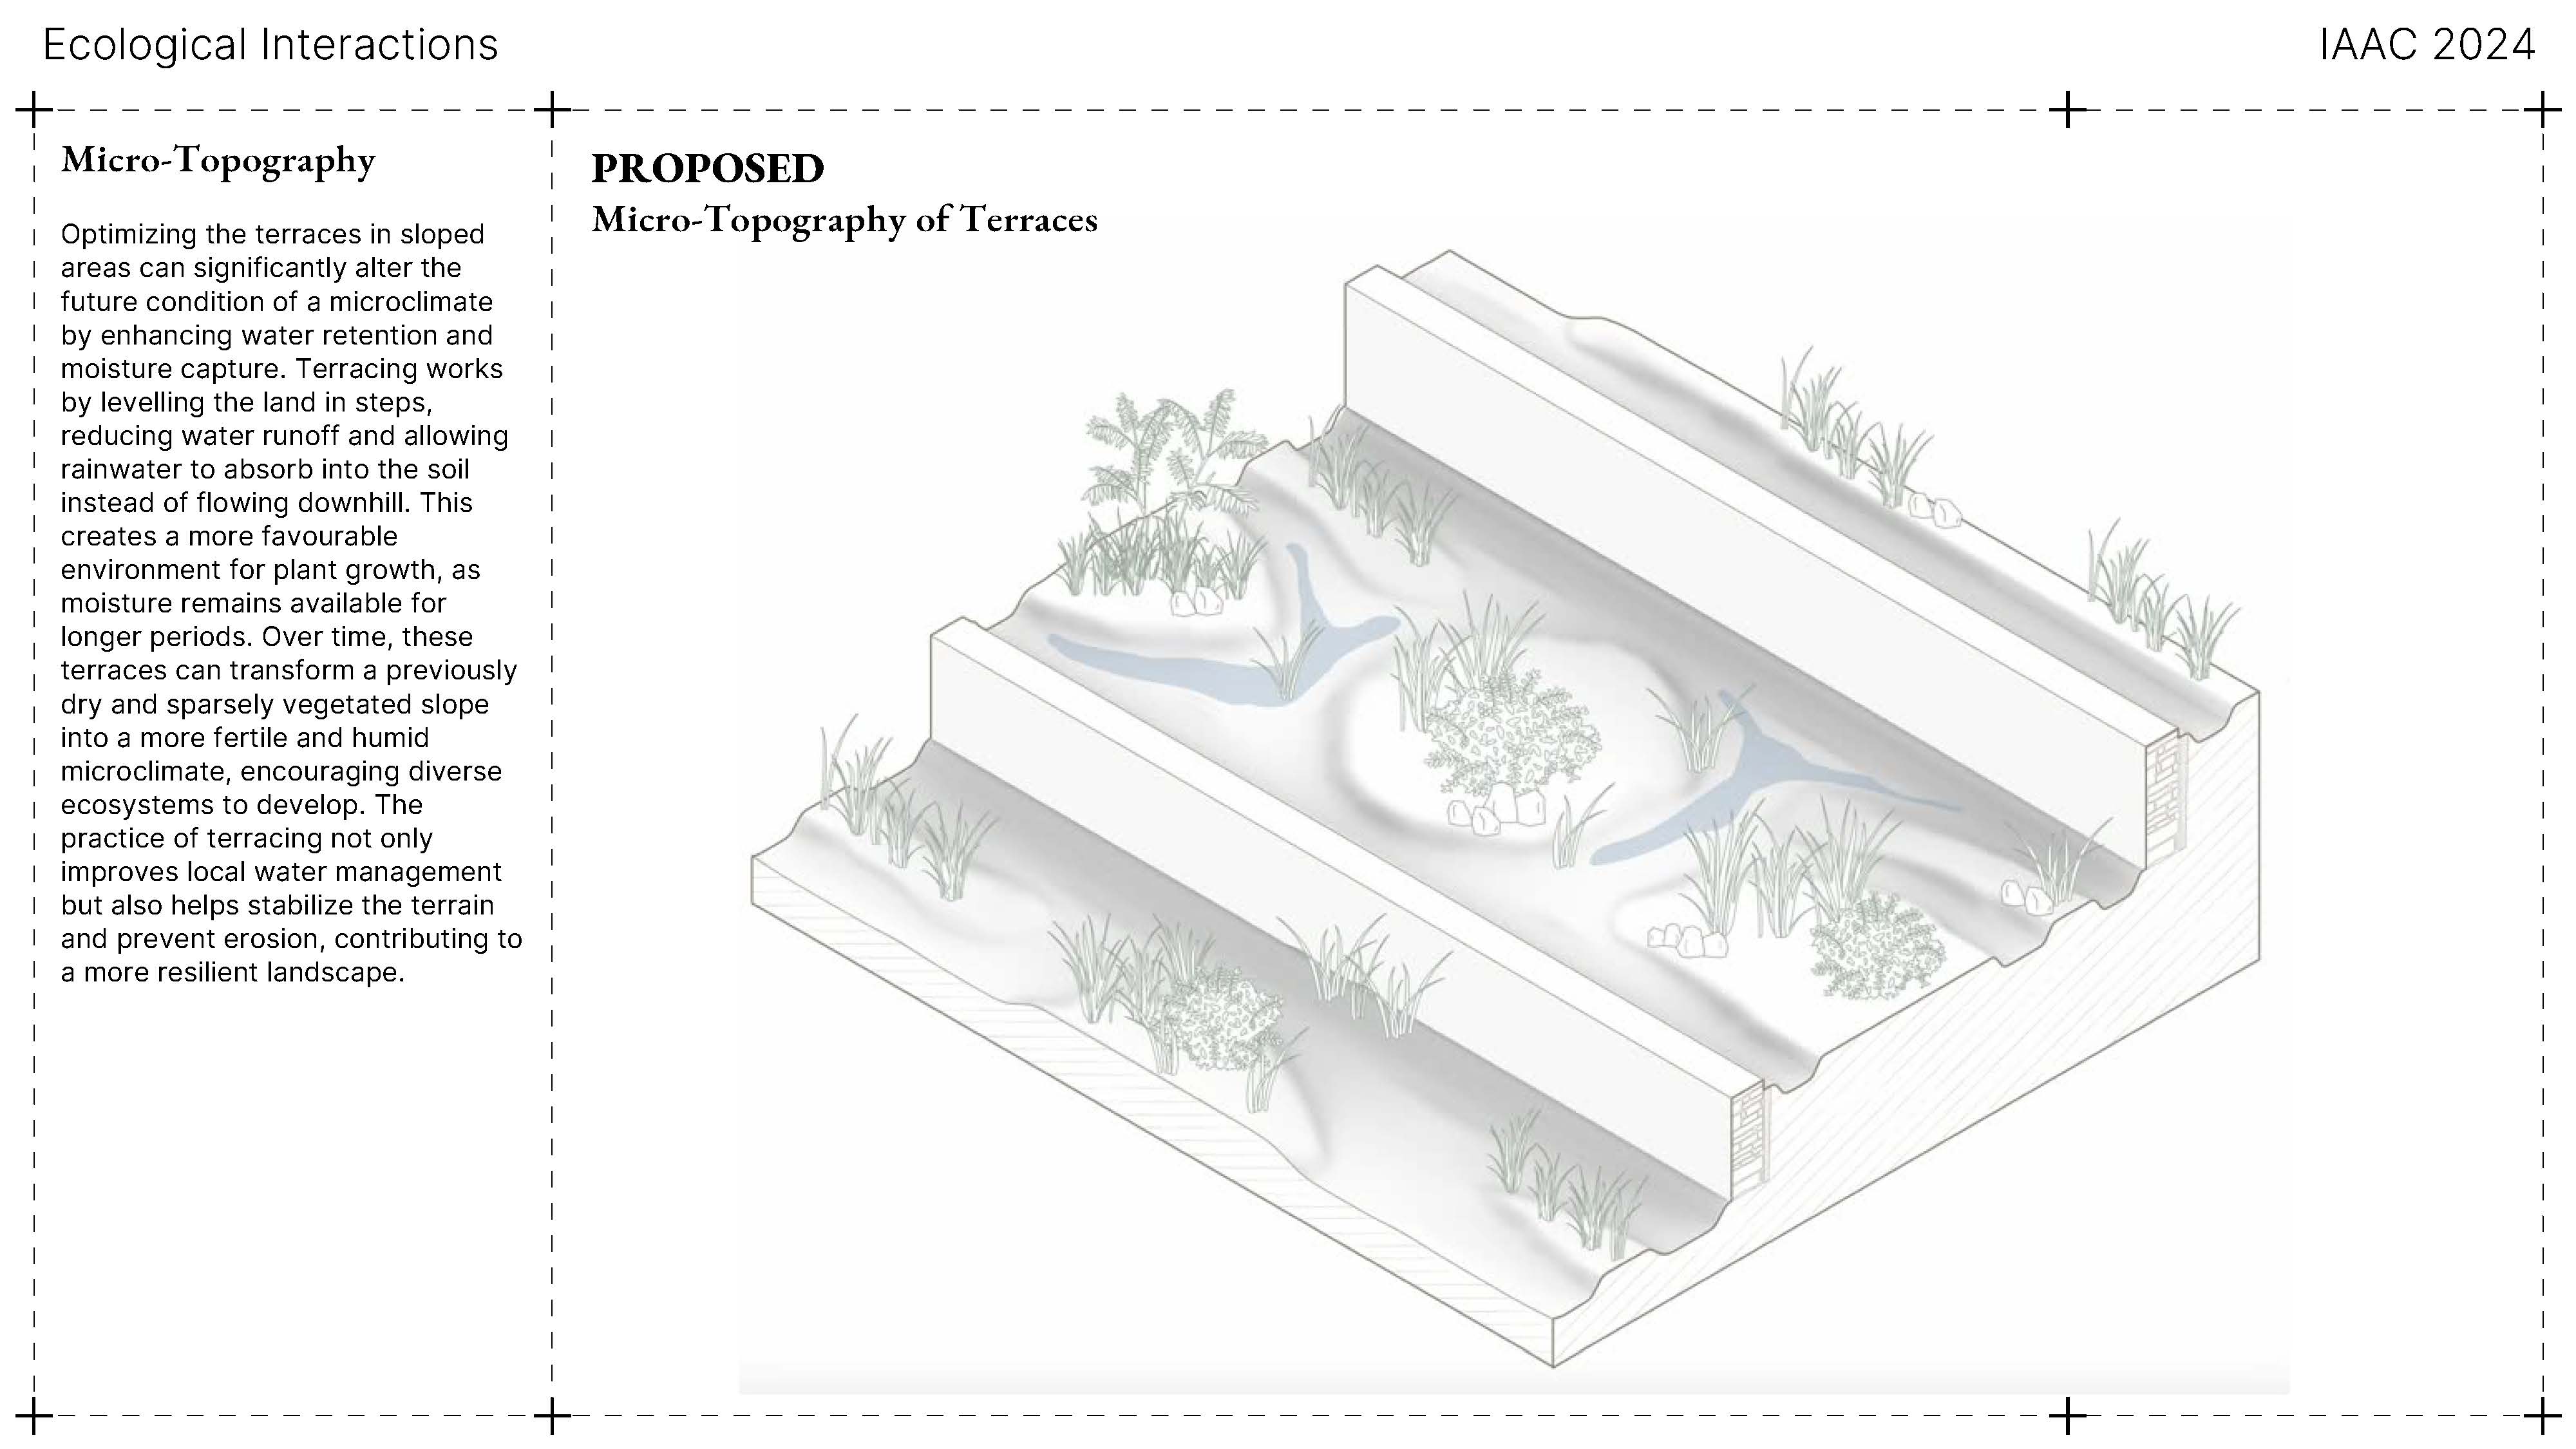 Ecological Interactions
IAAC 2024
Micro-Topography
Optimizing the terraces in sloped
areas can significantly alter the
future condition of a microclimate
by enhancing water retention and
moisture capture. Terracing works
by levelling the land in steps,
reducing water runoff and allowing
rainwater to absorb into the soil
instead of flowing downhill. This
creates a more favourable
environment for plant growth, as
moisture remains available for
longer periods. Over time, these
terraces can transform a previously
dry and sparsely vegetated slope
into a more fertile and humid
microclimate, encouraging diverse
ecosystems to develop. The
practice of terracing not only
improves local water management
but also helps stabilize the terrain
and prevent erosion, contributing to
a more resilient landscape.
PROPOSED
Micro-Topography of Terraces